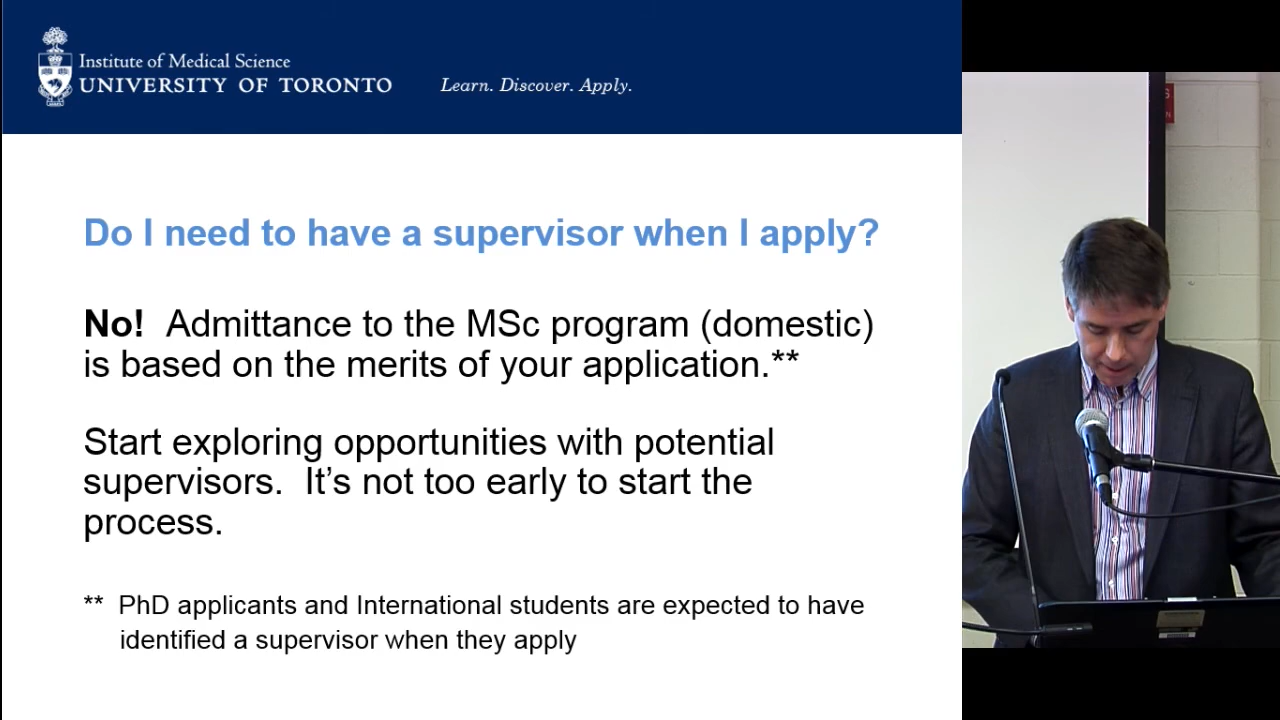 Institute of Medical Science
UNIVERSITY OF TORONTO
Learn. Discover. Apply.
Do I need to have a supervisor when I apply?
No! Admittance to the MSc program (domestic)
is based on the merits of your application.**
Start exploring opportunities with potential
supervisors. It's not too early to start the
process.
** PhD applicants and International students are expected to have
identified a supervisor when they apply